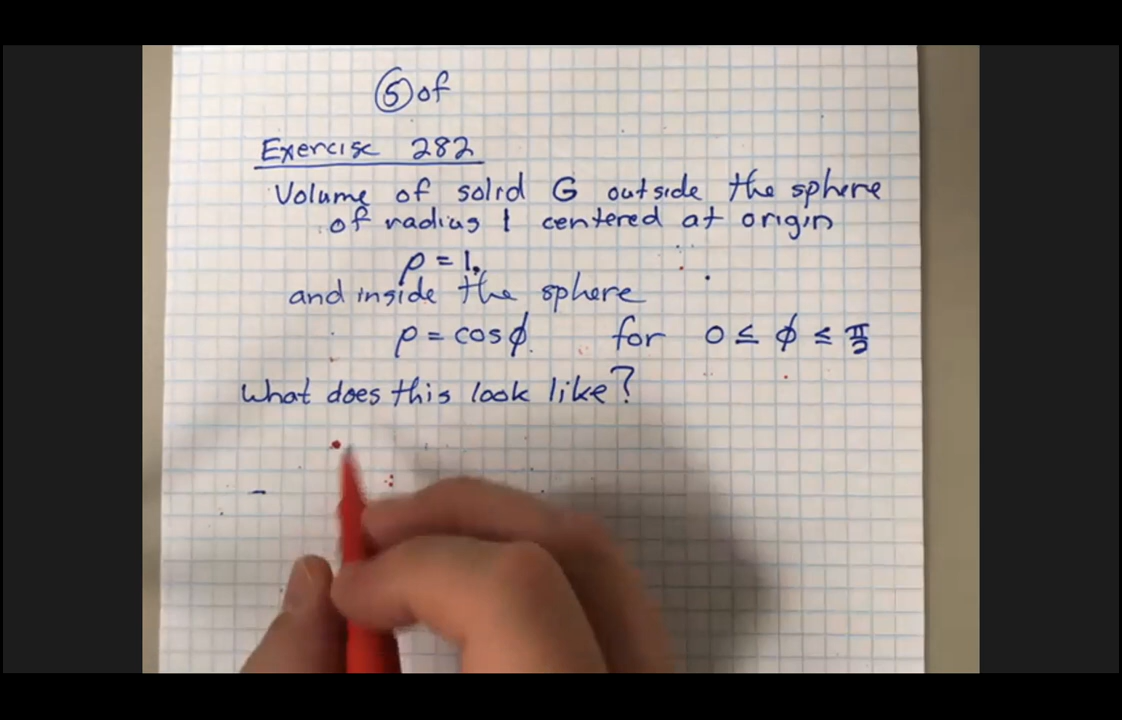 ⑤ of
Exercise 282
Volume of solid G outside the sphere
of radius 1 centered at origin
ρ = 1,
and inside the sphere
ρ = cos φ. for 0 ≤ φ ≤ π/2
What does this look like?